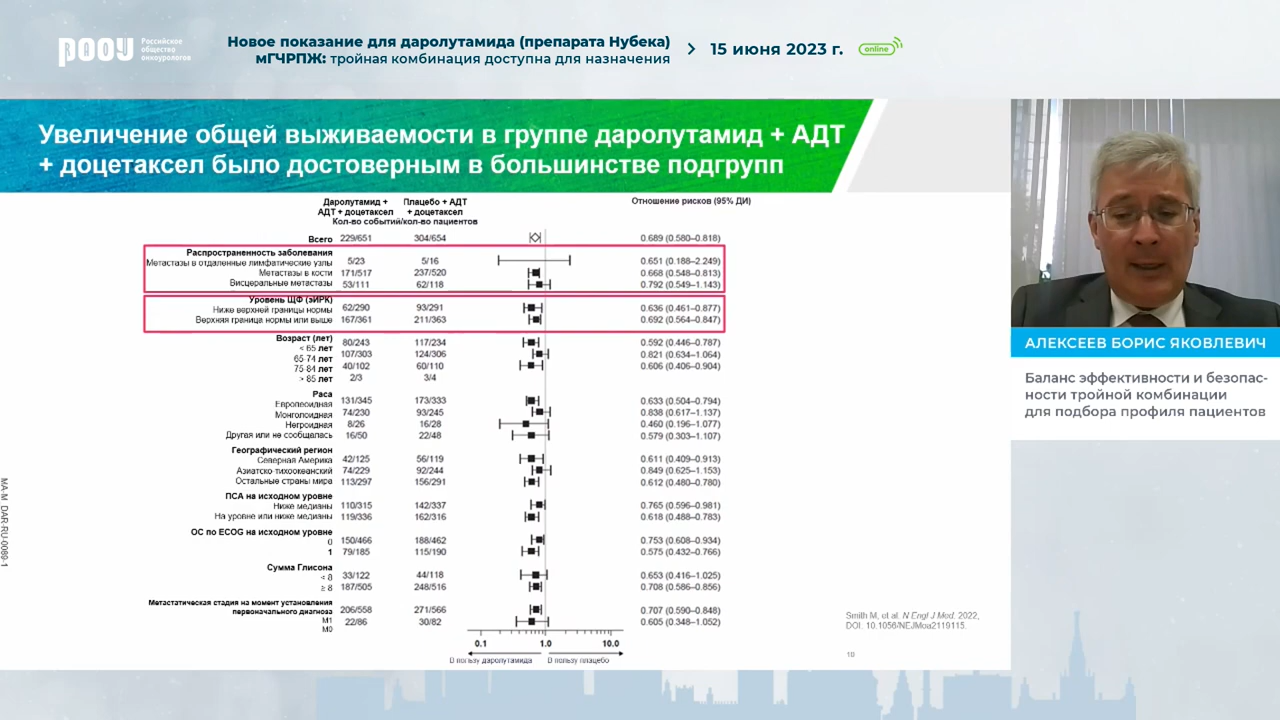 РООУ
RAOO
Российское
общество
онкоурологов
Новое показание для даролутамида (препарата Нубека)
мГЧРПЖ: тройная комбинация доступна для назначения
15 июня 2023 г.
online
Увеличение общей выживаемости в группе даролутамид + АДТ
+ доцетаксел было достоверным в большинстве подгрупп
Даролутамид + АДТ + доцетаксел
Плацебо + АДТ + доцетаксел
Отношение рисков (95% ДИ)
Кол-во событий/кол-во пациентов
Всего 229/651 304/654 0.689 (0.580–0.818)
Распространенность заболевания
Метастазы в отдаленные лимфатические узлы 5/23 5/16 0.651 (0.188–2.249)
Метастазы в кости 171/517 237/520 0.668 (0.548–0.813)
Висцеральные метастазы 53/111 62/118 0.792 (0.549–1.143)
Уровень ЩФ (эИРК)
Ниже верхней границы нормы 62/290 93/291 0.636 (0.461–0.877)
Верхняя граница нормы или выше 167/361 211/363 0.692 (0.564–0.847)
Возраст (лет)
< 65 лет 80/243 117/234 0.592 (0.446–0.787)
65-74 лет 107/303 124/306 0.821 (0.634–1.064)
75-84 лет 40/102 60/110 0.606 (0.406–0.904)
> 85 лет 2/3 3/4
Раса
Европеоидная 131/345 173/333 0.633 (0.504–0.794)
Монголоидная 74/230 93/245 0.838 (0.617–1.137)
Негроидная 8/26 16/28 0.460 (0.196–1.077)
Другая или не сообщалась 16/50 22/48 0.579 (0.303–1.107)
Географический регион
Северная Америка 42/125 56/119 0.611 (0.409–0.913)
Азиатско-тихоокеанский 74/229 92/244 0.849 (0.625–1.153)
Остальные страны мира 113/297 156/291 0.612 (0.480–0.780)
ПСА на исходном уровне
Ниже медианы 110/315 142/337 0.765 (0.596–0.981)
На уровне или ниже медианы 119/336 162/316 0.618 (0.488–0.783)
ОС по ECOG на исходном уровне
0 150/466 188/462 0.753 (0.608–0.934)
1 79/185 115/190 0.575 (0.432–0.766)
Сумма Глисона
< 8 33/122 44/118 0.653 (0.416–1.025)
≥ 8 187/505 248/516 0.708 (0.586–0.856)
Метастатическая стадия на момент установления
первоначального диагноза
M1 206/558 271/566 0.707 (0.590–0.848)
M0 22/86 30/82 0.605 (0.348–1.052)
0.1 1.0 10.0
В пользу даролутамида В пользу плацебо
Smith M, et al. N Engl J Med. 2022,
DOI. 10.1056/NEJMoa2119115.
18
MA-M_DAR-RU-0069-1
АЛЕКСЕЕВ БОРИС ЯКОВЛЕВИЧ
Баланс эффективности и безопас-
ности тройной комбинации
для подбора профиля пациентов